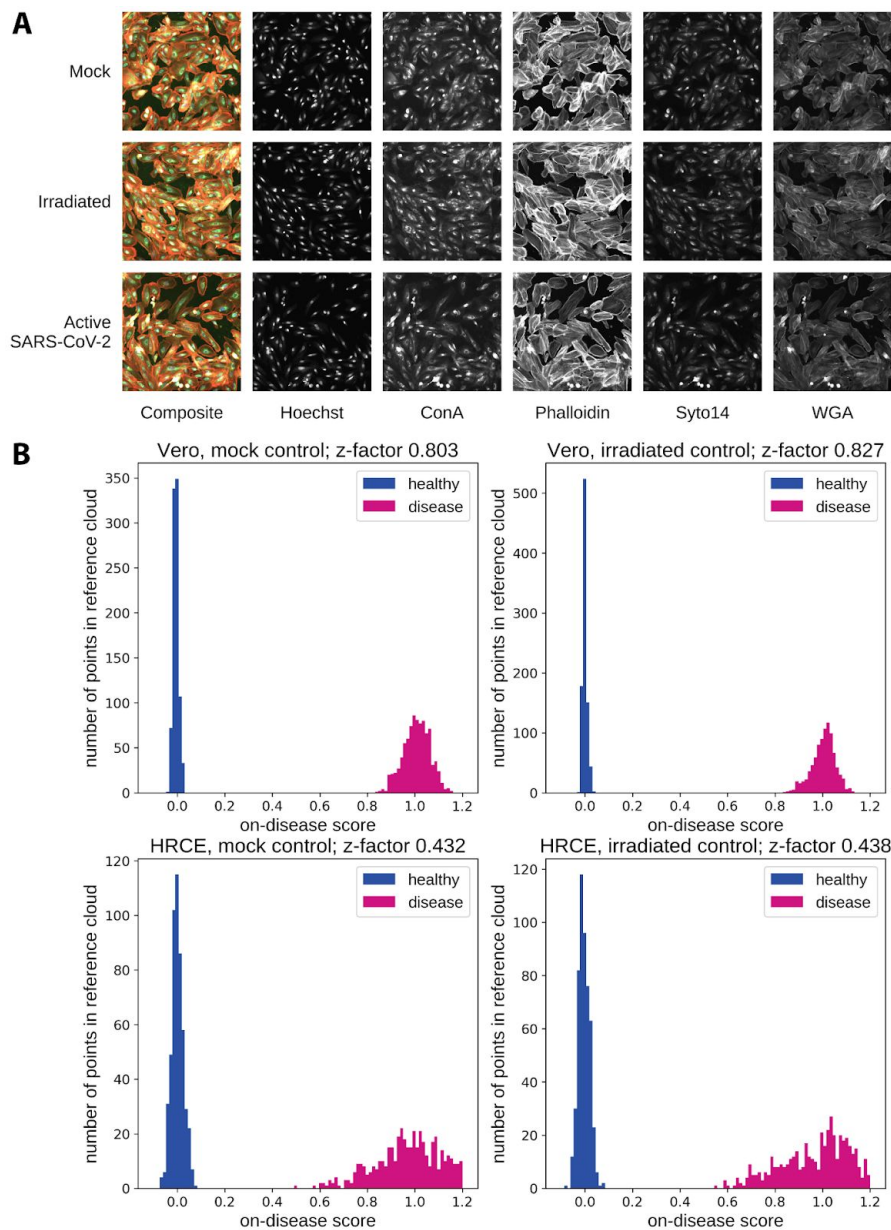 A
Mock
Irradiated
Active
SARS-CoV-2
Composite Hoechst ConA Phalloidin Syto14 WGA
B
Vero, mock control; z-factor 0.803
number of points in reference cloud
350
300
250
200
150
100
50
0
healthy
disease
0.0 0.2 0.4 0.6 0.8 1.0 1.2
on-disease score
Vero, irradiated control; z-factor 0.827
number of points in reference cloud
500
400
300
200
100
0
healthy
disease
0.0 0.2 0.4 0.6 0.8 1.0 1.2
on-disease score
HRCE, mock control; z-factor 0.432
number of points in reference cloud
120
100
80
60
40
20
0
healthy
disease
0.0 0.2 0.4 0.6 0.8 1.0 1.2
on-disease score
HRCE, irradiated control; z-factor 0.438
number of points in reference cloud
120
100
80
60
40
20
0
healthy
disease
0.0 0.2 0.4 0.6 0.8 1.0 1.2
on-disease score